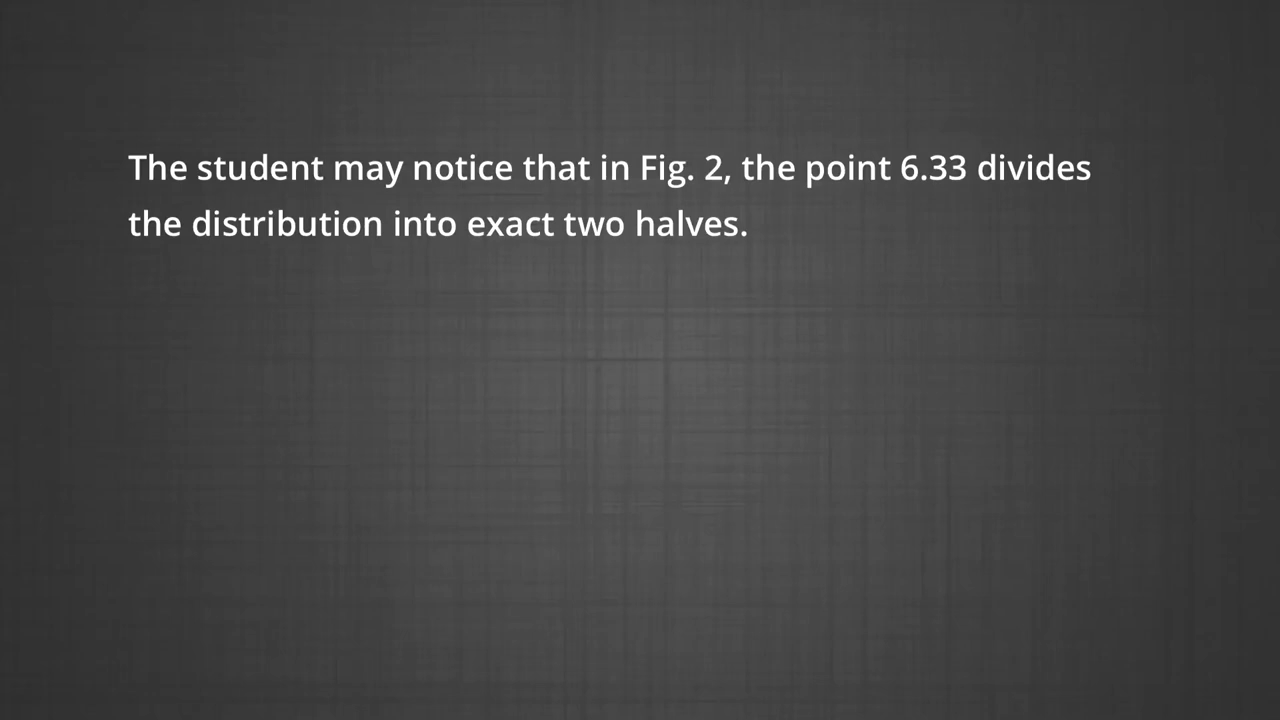 The student may notice that in Fig. 2, the point 6.33 divides
the distribution into exact two halves.